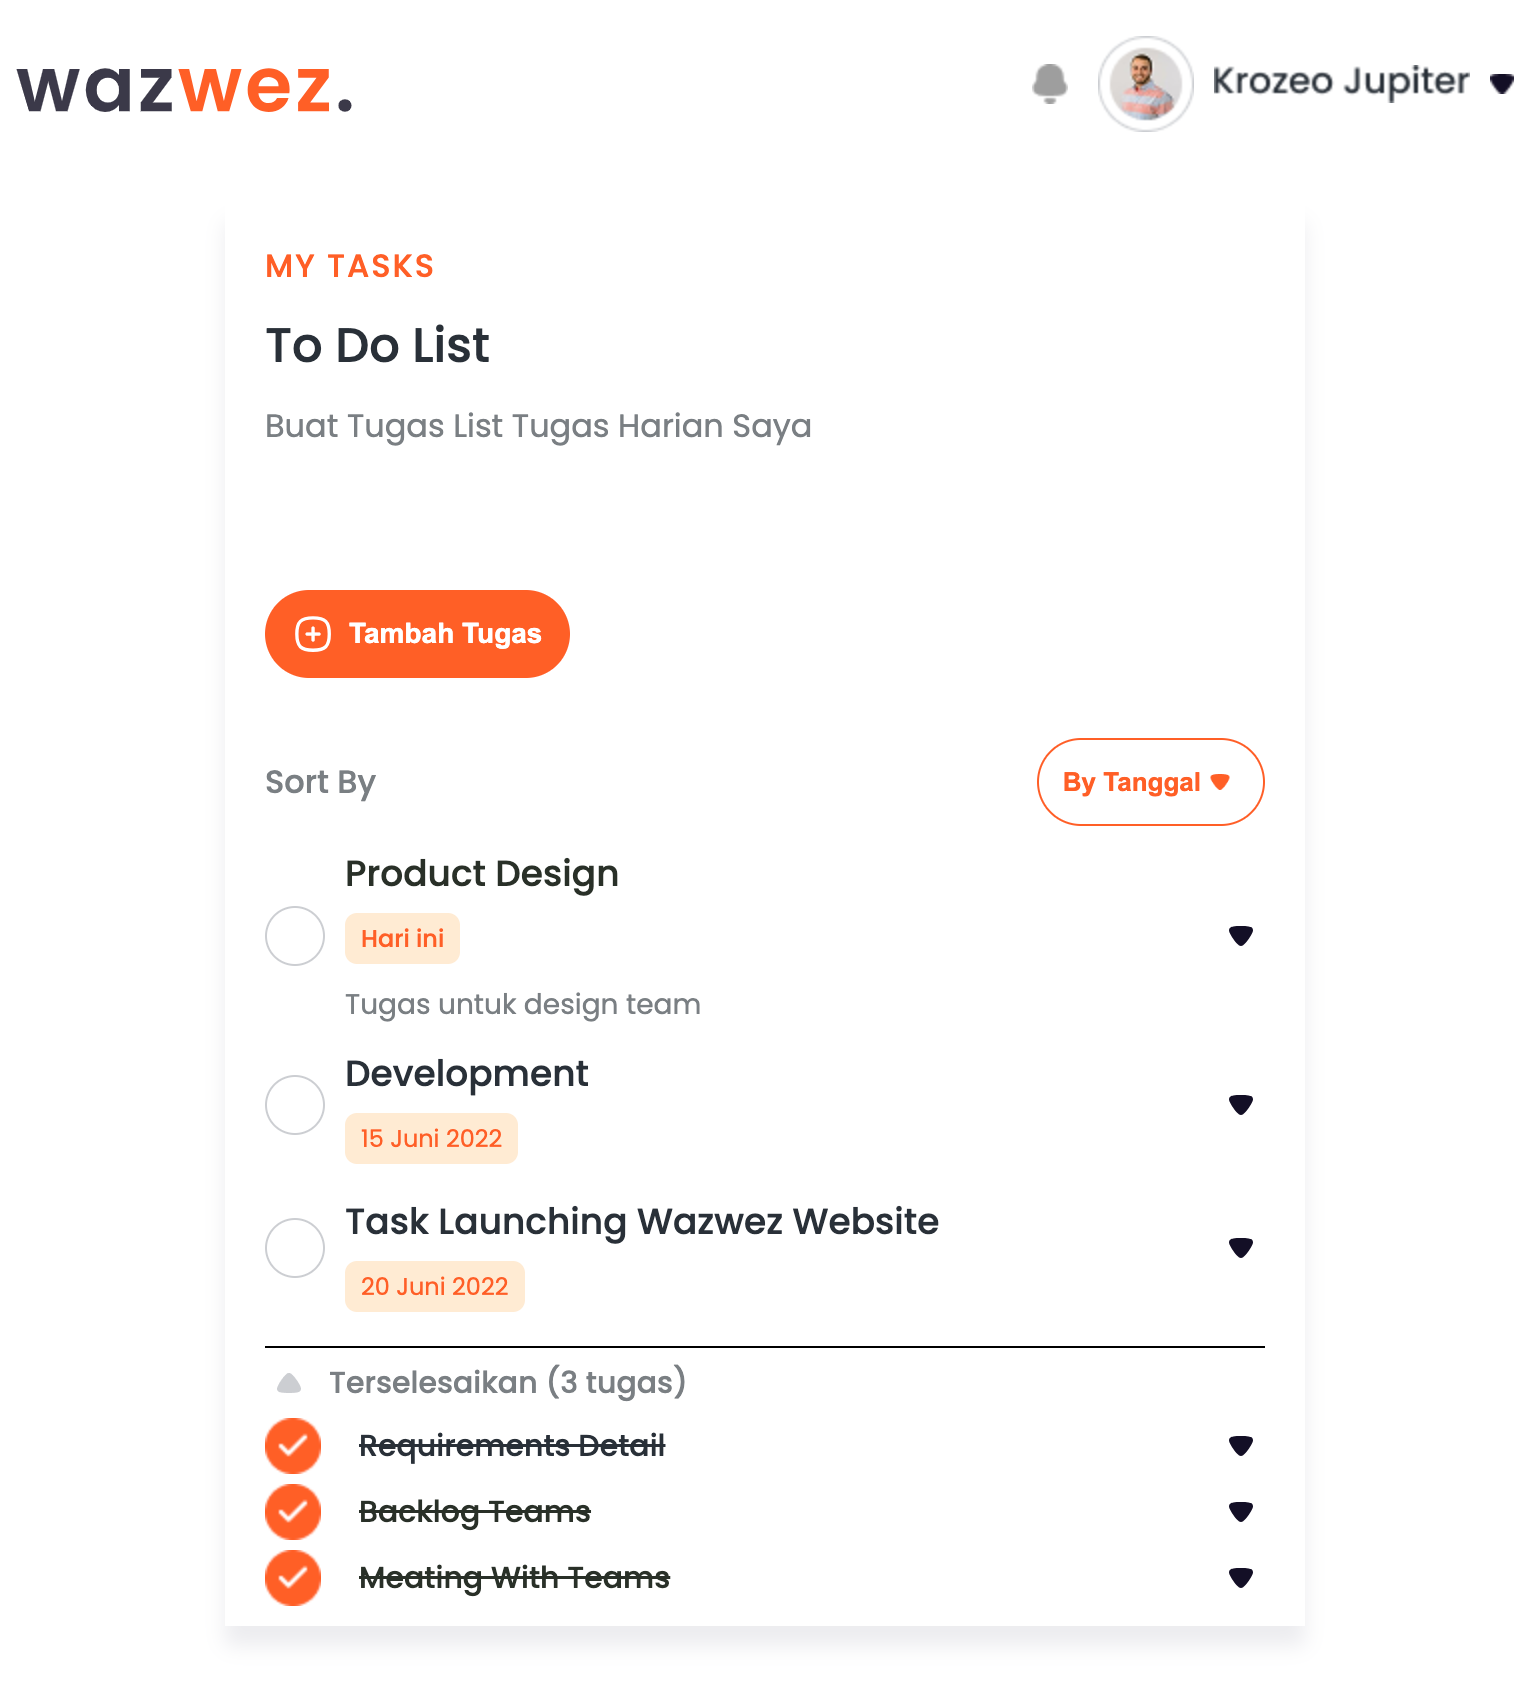 wazwez.
Krozeo Jupiter
MY TASKS
To Do List
Buat Tugas List Tugas Harian Saya
Tambah Tugas
Sort By
By Tanggal
Product Design
Hari ini
Tugas untuk design team
Development
15 Juni 2022
Task Launching Wazwez Website
20 Juni 2022
Terselesaikan (3 tugas)
Requirements Detail
Backlog Teams
Meating With Teams